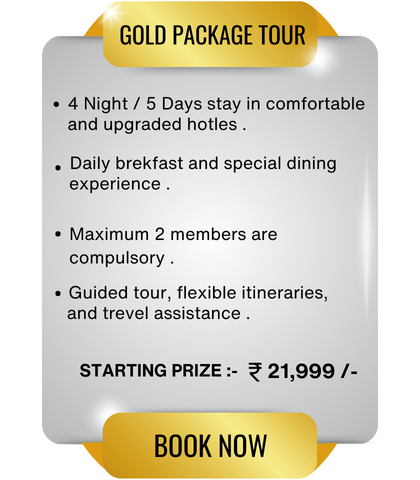 GOLD PACKAGE TOUR
• 4 Night / 5 Days stay in comfortable
and upgraded hotles .
• Daily brekfast and special dining
experience .
• Maximum 2 members are
compulsory .
• Guided tour, flexible itineraries,
and trevel assistance .
STARTING PRIZE :- ₹ 21,999 /-
BOOK NOW